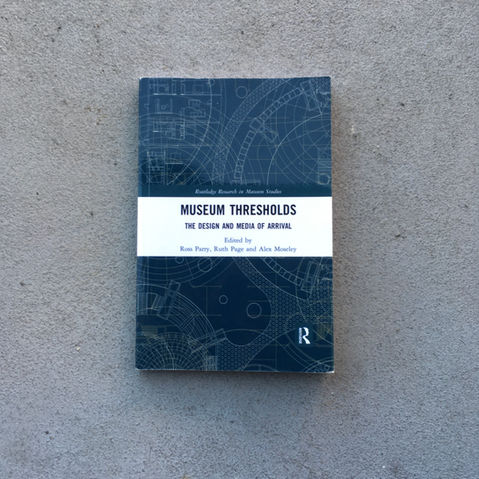 Routledge Research in Museum Studies
MUSEUM THRESHOLDS
THE DESIGN AND MEDIA OF ARRIVAL
Edited by
Ross Parry, Ruth Page and Alex Moseley
R